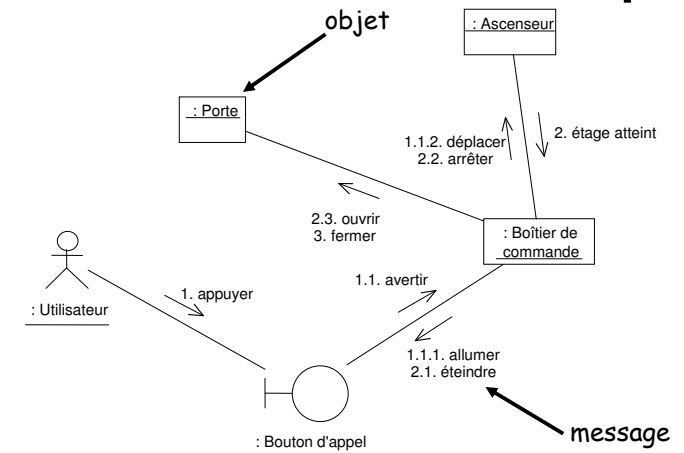 objet
: Ascenseur
: Porte
1.1.2. déplacer
2.2. arrêter
2. étage atteint
2.3. ouvrir
3. fermer
: Boîtier de
commande
1. appuyer
1.1. avertir
: Utilisateur
1.1.1. allumer
2.1. éteindre
message
: Bouton d'appel